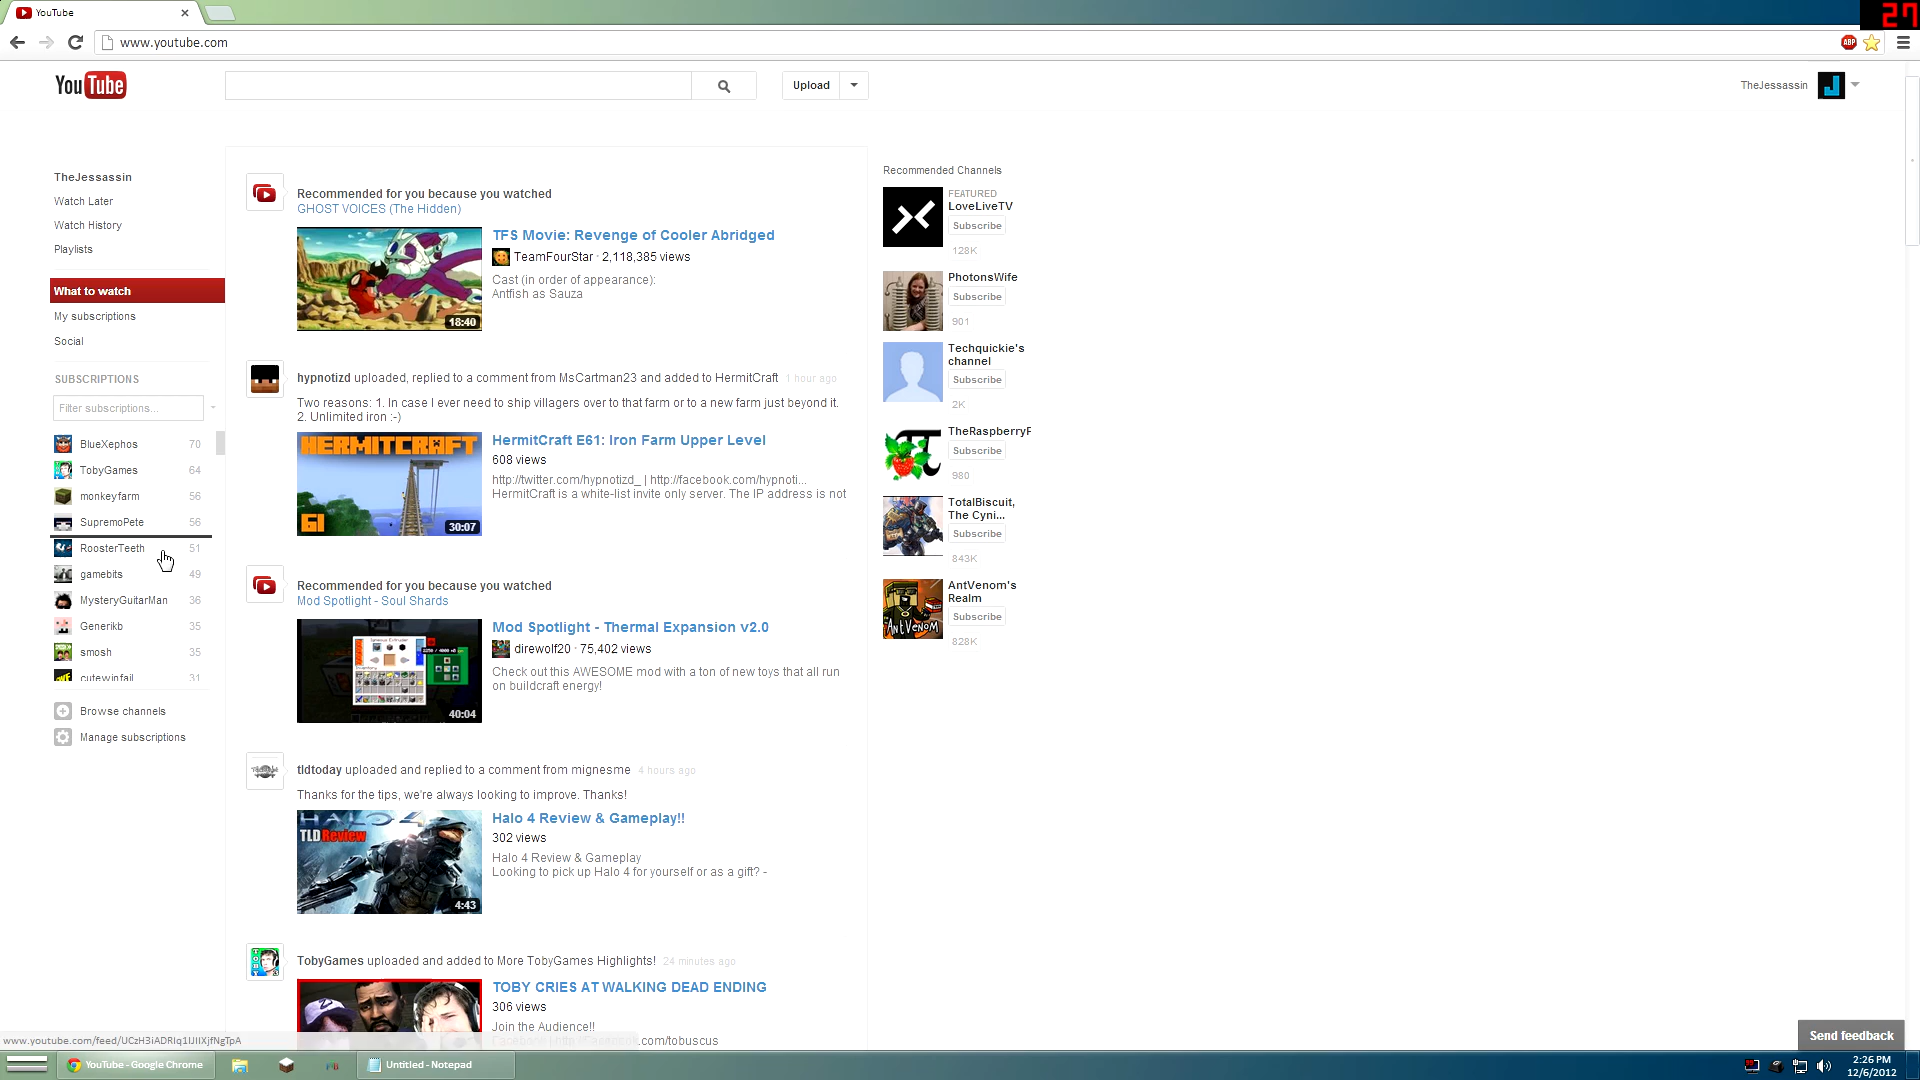 YouTube
27
www.youtube.com
ABP
YouTube
Upload
TheJessassin
J
TheJessassin
Watch Later
Watch History
Playlists
What to watch
My subscriptions
Social
SUBSCRIPTIONS
Filter subscriptions...
BlueXephos 70
TobyGames 64
monkeyfarm 56
SupremoPete 56
RoosterTeeth 51
gamebits 49
MysteryGuitarMan 36
Generikb 35
smosh 35
cutewinfail 31
Browse channels
Manage subscriptions
Recommended for you because you watched
GHOST VOICES (The Hidden)
TFS Movie: Revenge of Cooler Abridged
TeamFourStar · 2,118,385 views
Cast (in order of appearance):
Antfish as Sauza
18:40
hypnotizd uploaded, replied to a comment from MsCartman23 and added to HermitCraft 1 hour ago
Two reasons: 1. In case I ever need to ship villagers over to that farm or to a new farm just beyond it.
2. Unlimited iron :-)
HERMITCRAFT
61
30:07
HermitCraft E61: Iron Farm Upper Level
608 views
http://twitter.com/hypnotizd_ | http://facebook.com/hypnoti...
HermitCraft is a white-list invite only server. The IP address is not
Recommended for you because you watched
Mod Spotlight - Soul Shards
Mod Spotlight - Thermal Expansion v2.0
direwolf20 · 75,402 views
Check out this AWESOME mod with a ton of new toys that all run
on buildcraft energy!
40:04
tldtoday uploaded and replied to a comment from mignesme 4 hours ago
Thanks for the tips, we're always looking to improve. Thanks!
HALO 4
TLD Review
4:43
Halo 4 Review & Gameplay!!
302 views
Halo 4 Review & Gameplay
Looking to pick up Halo 4 for yourself or as a gift? -
TobyGames uploaded and added to More TobyGames Highlights! 24 minutes ago
TOBY CRIES AT WALKING DEAD ENDING
306 views
Join the Audience!!
.com/tobuscus
Recommended Channels
FEATURED
LoveLiveTV
Subscribe
128K
PhotonsWife
Subscribe
901
Techquickie's
channel
Subscribe
2K
TheRaspberryP
Subscribe
980
TotalBiscuit,
The Cyni...
Subscribe
843K
AntVenom's
Realm
Subscribe
828K
ANTVENOM
Send feedback
www.youtube.com/feed/UCzH3iADRIq1IJIIXjfNgTpA
YouTube - Google Chrome
Untitled - Notepad
2:26 PM
12/6/2012